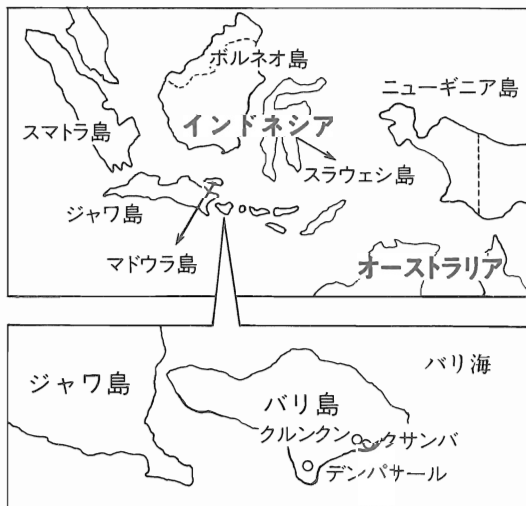 ボルネオ島
ニューギニア島
スマトラ島
インドネシア
スラウェシ島
ジャワ島
マドウラ島
オーストラリア
ジャワ島
バリ海
バリ島
クルンクン
クサンバ
デンパサール